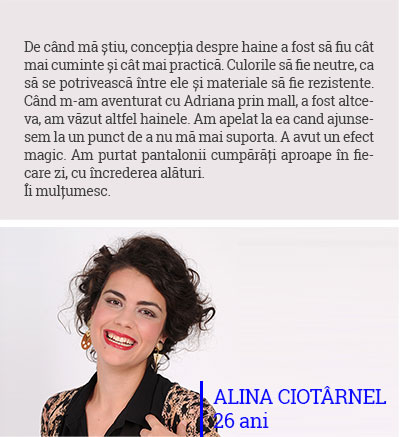 De când mă știu, concepția despre haine a fost să fiu cât
mai cuminte și cât mai practică. Culorile să fie neutre, ca
să se potrivească între ele și materiale să fie rezistente.
Când m-am aventurat cu Adriana prin mall, a fost altce-
va, am văzut altfel hainele. Am apelat la ea cand ajunse-
sem la un punct de a nu mă mai suporta. A avut un efect
magic. Am purtat pantalonii cumpărăți aproape în fie-
care zi, cu încrederea alături.
Îi mulțumesc.
ALINA CIOTÂRNEL
26 ani